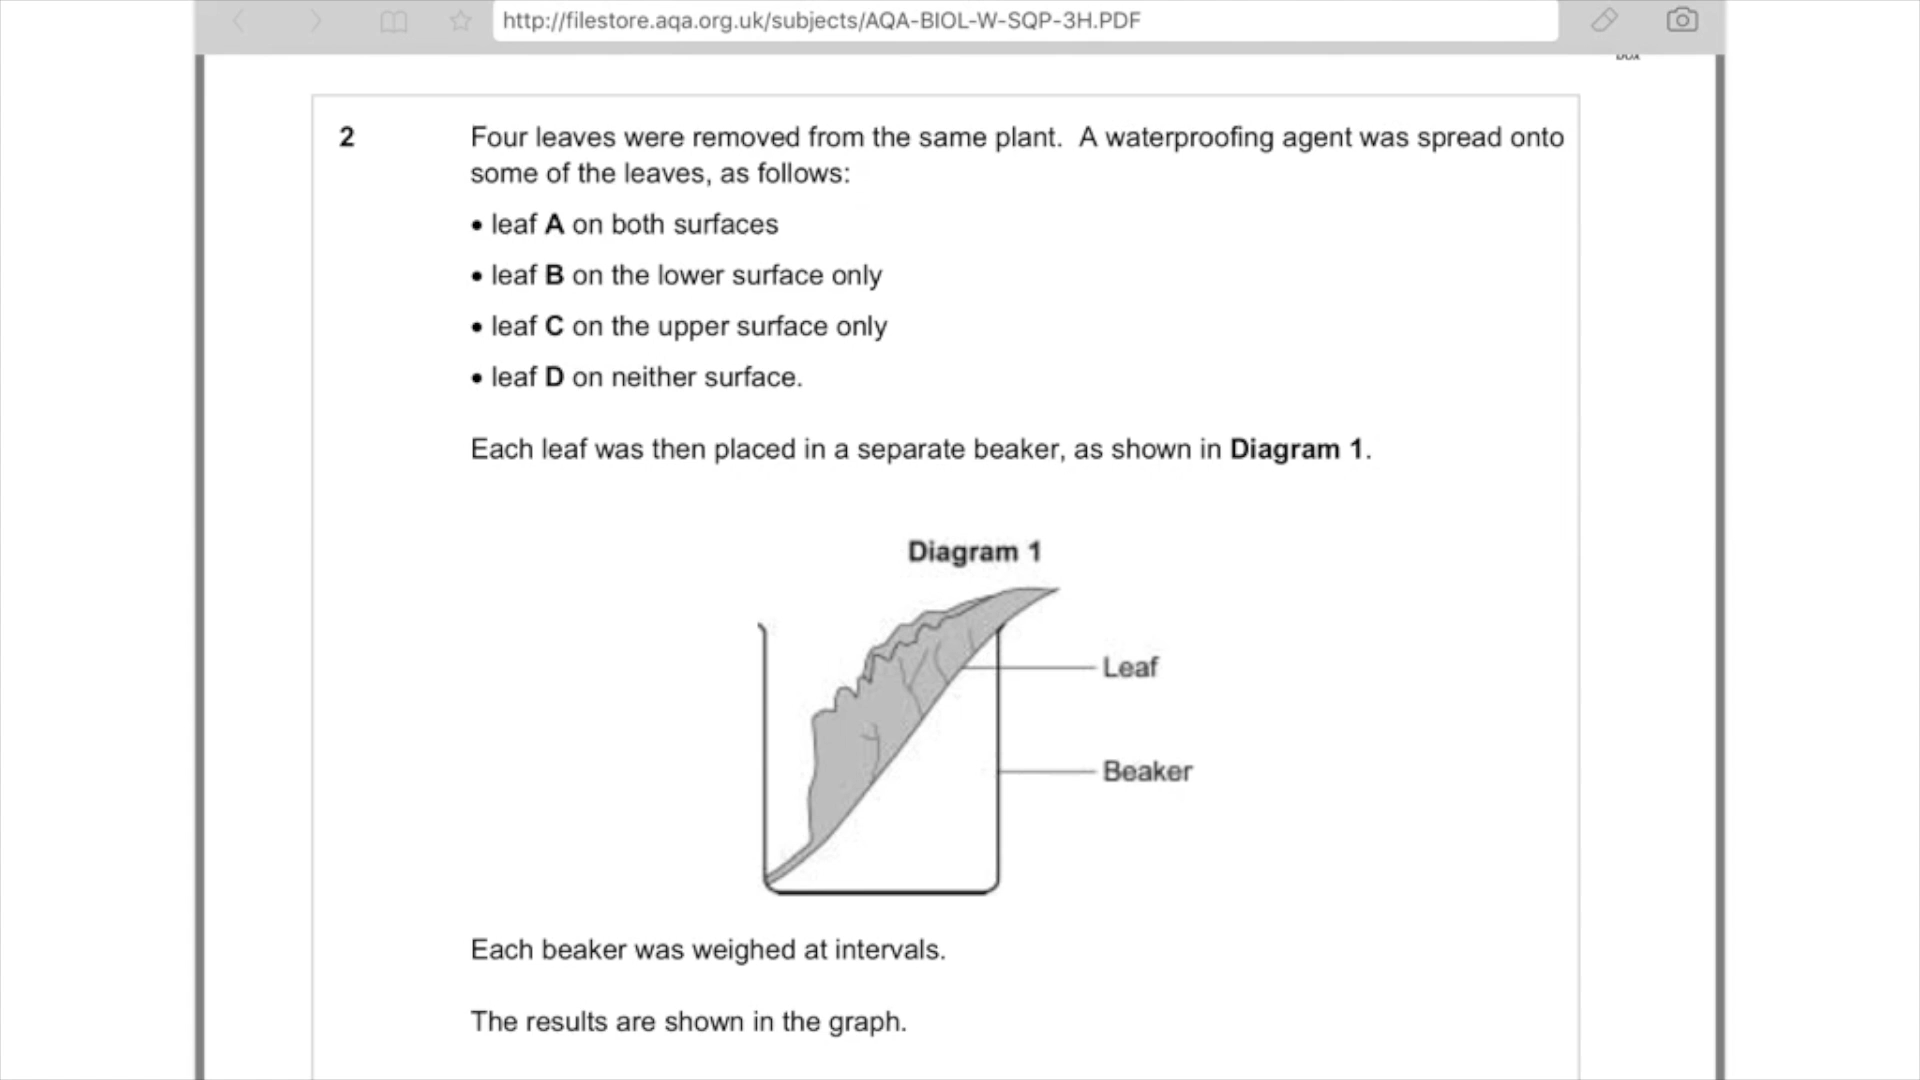 http://filestore.aqa.org.uk/subjects/AQA-BIOL-W-SQP-3H.PDF
2 Four leaves were removed from the same plant. A waterproofing agent was spread onto
some of the leaves, as follows:
• leaf A on both surfaces
• leaf B on the lower surface only
• leaf C on the upper surface only
• leaf D on neither surface.
Each leaf was then placed in a separate beaker, as shown in Diagram 1.
Diagram 1
Leaf
Beaker
Each beaker was weighed at intervals.
The results are shown in the graph.